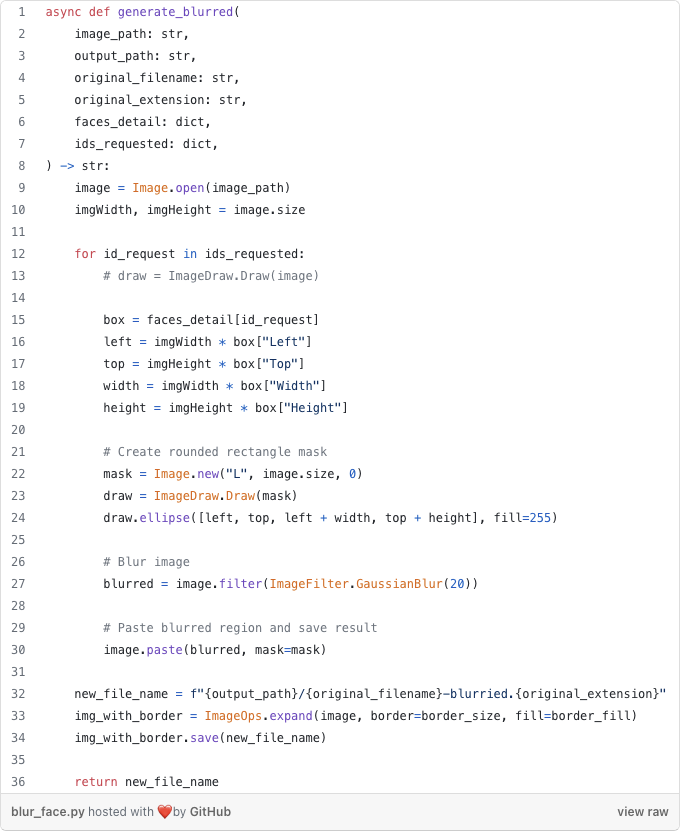 1 async def generate_blurred(
2     image_path: str,
3     output_path: str,
4     original_filename: str,
5     original_extension: str,
6     faces_detail: dict,
7     ids_requested: dict,
8 ) -> str:
9     image = Image.open(image_path)
10     imgWidth, imgHeight = image.size
11
12     for id_request in ids_requested:
13         # draw = ImageDraw.Draw(image)
14
15         box = faces_detail[id_request]
16         left = imgWidth * box["Left"]
17         top = imgHeight * box["Top"]
18         width = imgWidth * box["Width"]
19         height = imgHeight * box["Height"]
20
21         # Create rounded rectangle mask
22         mask = Image.new("L", image.size, 0)
23         draw = ImageDraw.Draw(mask)
24         draw.ellipse([left, top, left + width, top + height], fill=255)
25
26         # Blur image
27         blurred = image.filter(ImageFilter.GaussianBlur(20))
28
29         # Paste blurred region and save result
30         image.paste(blurred, mask=mask)
31
32     new_file_name = f"{output_path}/{original_filename}-blurried.{original_extension}"
33     img_with_border = ImageOps.expand(image, border=border_size, fill=border_fill)
34     img_with_border.save(new_file_name)
35
36     return new_file_name
blur_face.py hosted with ❤️by GitHub view raw